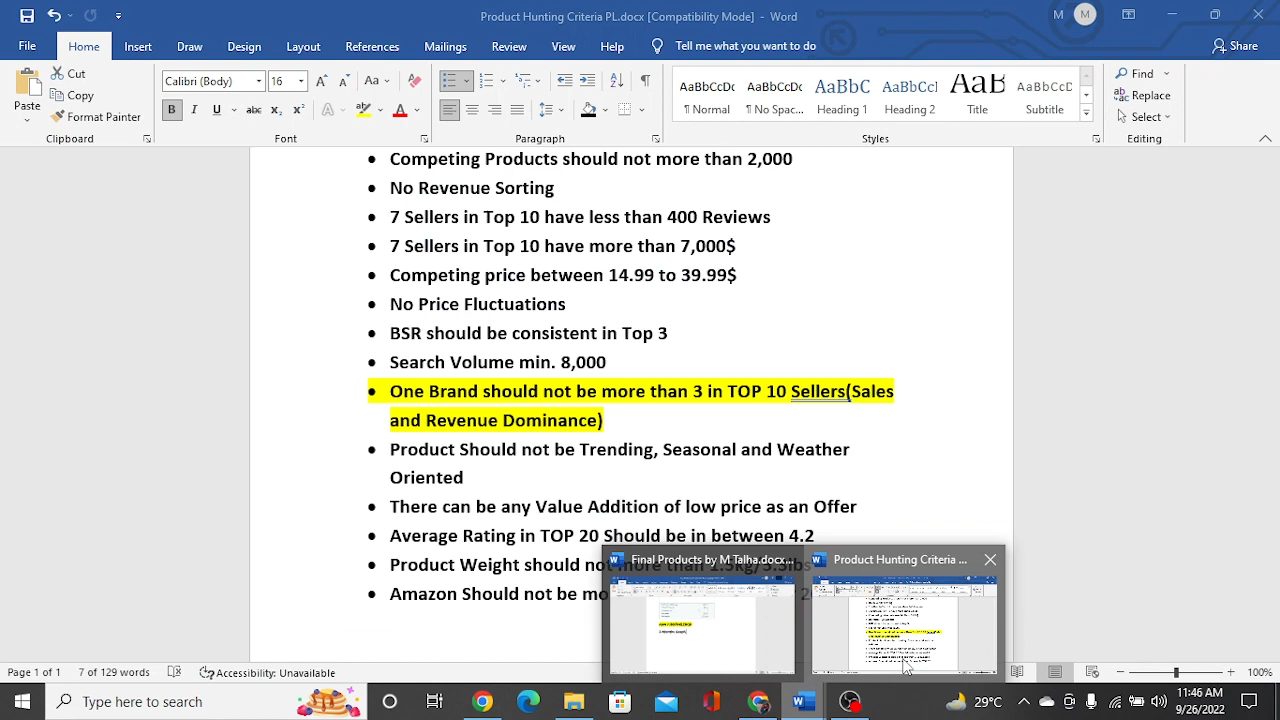 Product Hunting Criteria PL.docx [Compatibility Mode] - Word
M M
File Home Insert Draw Design Layout References Mailings Review View Help Tell me what you want to do Share
Paste
Cut
Copy
Format Painter
Clipboard
Calibri (Body) 16
Font
Paragraph
AaBbCcDc AaBbCcDc AaBbC AaBbCcI AaB AaBbCcD
¶ Normal ¶ No Spac... Heading 1 Heading 2 Title Subtitle
Styles
Find
Replace
Select
Editing
• Competing Products should not more than 2,000
• No Revenue Sorting
• 7 Sellers in Top 10 have less than 400 Reviews
• 7 Sellers in Top 10 have more than 7,000$
• Competing price between 14.99 to 39.99$
• No Price Fluctuations
• BSR should be consistent in Top 3
• Search Volume min. 8,000
• One Brand should not be more than 3 in TOP 10 Sellers(Sales
and Revenue Dominance)
• Product Should not be Trending, Seasonal and Weather
Oriented
• There can be any Value Addition of low price as an Offer
• Average Rating in TOP 20 Should be in between 4.2
• Product Weight should not more than 1.5kg/3.3lbs
• Amazon Should not be mo
Final Products by M Talha.docx...
Product Hunting Criteria ...
Page 1 of 1 7 of 129 words Accessibility: Unavailable 100%
Type here to search
29°C
11:46 AM
9/26/2022